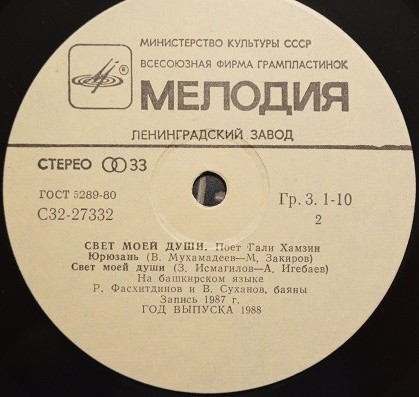 МИНИСТЕРСТВО КУЛЬТУРЫ СССР
ВСЕСОЮЗНАЯ ФИРМА ГРАМПЛАСТИНОК
®
МЕЛОДИЯ
ЛЕНИНГРАДСКИЙ ЗАВОД
СТЕРЕО 33
ГОСТ 5289-80
Гр. 3. 1-10
С32-27332
2
СВЕТ МОЕЙ ДУШИ. Поет Гали Хамзин
Юрюзань (В. Мухамадеев—М. Закиров)
Свет моей души (З. Исмагилов—А. Игебаев)
На башкирском языке
Р. Фасхитдинов и В. Суханов, баяны
Запись 1987 г.
ГОД ВЫПУСКА 1988